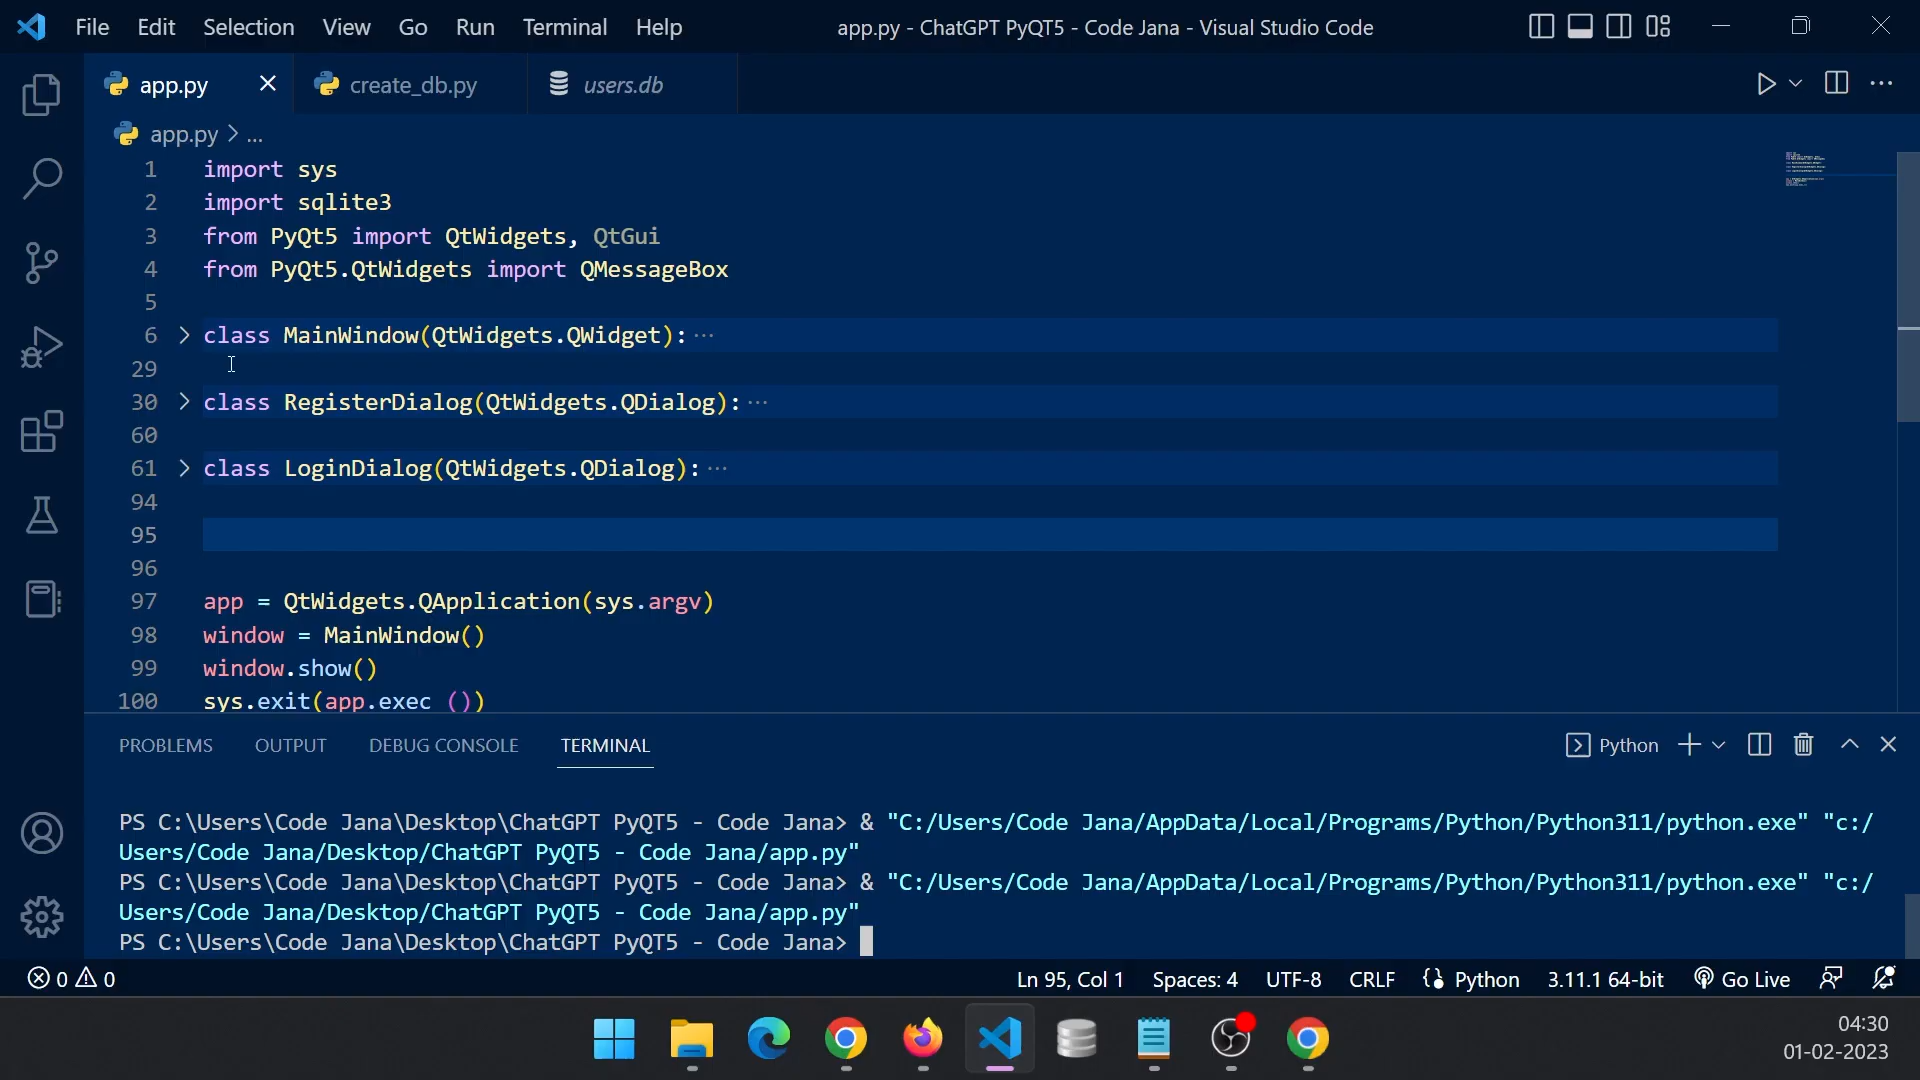 File Edit Selection View Go Run Terminal Help app.py - ChatGPT PyQT5 - Code Jana - Visual Studio Code
app.py create_db.py users.db
app.py > ...
1 import sys
2 import sqlite3
3 from PyQt5 import QtWidgets, QtGui
4 from PyQt5.QtWidgets import QMessageBox
5
6 > class MainWindow(QtWidgets.QWidget):···
29
30 > class RegisterDialog(QtWidgets.QDialog):···
60
61 > class LoginDialog(QtWidgets.QDialog):···
94
95
96
97 app = QtWidgets.QApplication(sys.argv)
98 window = MainWindow()
99 window.show()
100 sys.exit(app.exec ())
PROBLEMS OUTPUT DEBUG CONSOLE TERMINAL Python
PS C:\Users\Code Jana\Desktop\ChatGPT PyQT5 - Code Jana> & "C:/Users/Code Jana/AppData/Local/Programs/Python/Python311/python.exe" "c:/
Users/Code Jana/Desktop/ChatGPT PyQT5 - Code Jana/app.py"
PS C:\Users\Code Jana\Desktop\ChatGPT PyQT5 - Code Jana> & "C:/Users/Code Jana/AppData/Local/Programs/Python/Python311/python.exe" "c:/
Users/Code Jana/Desktop/ChatGPT PyQT5 - Code Jana/app.py"
PS C:\Users\Code Jana\Desktop\ChatGPT PyQT5 - Code Jana>
0 0 Ln 95, Col 1 Spaces: 4 UTF-8 CRLF Python 3.11.1 64-bit Go Live
04:30
01-02-2023